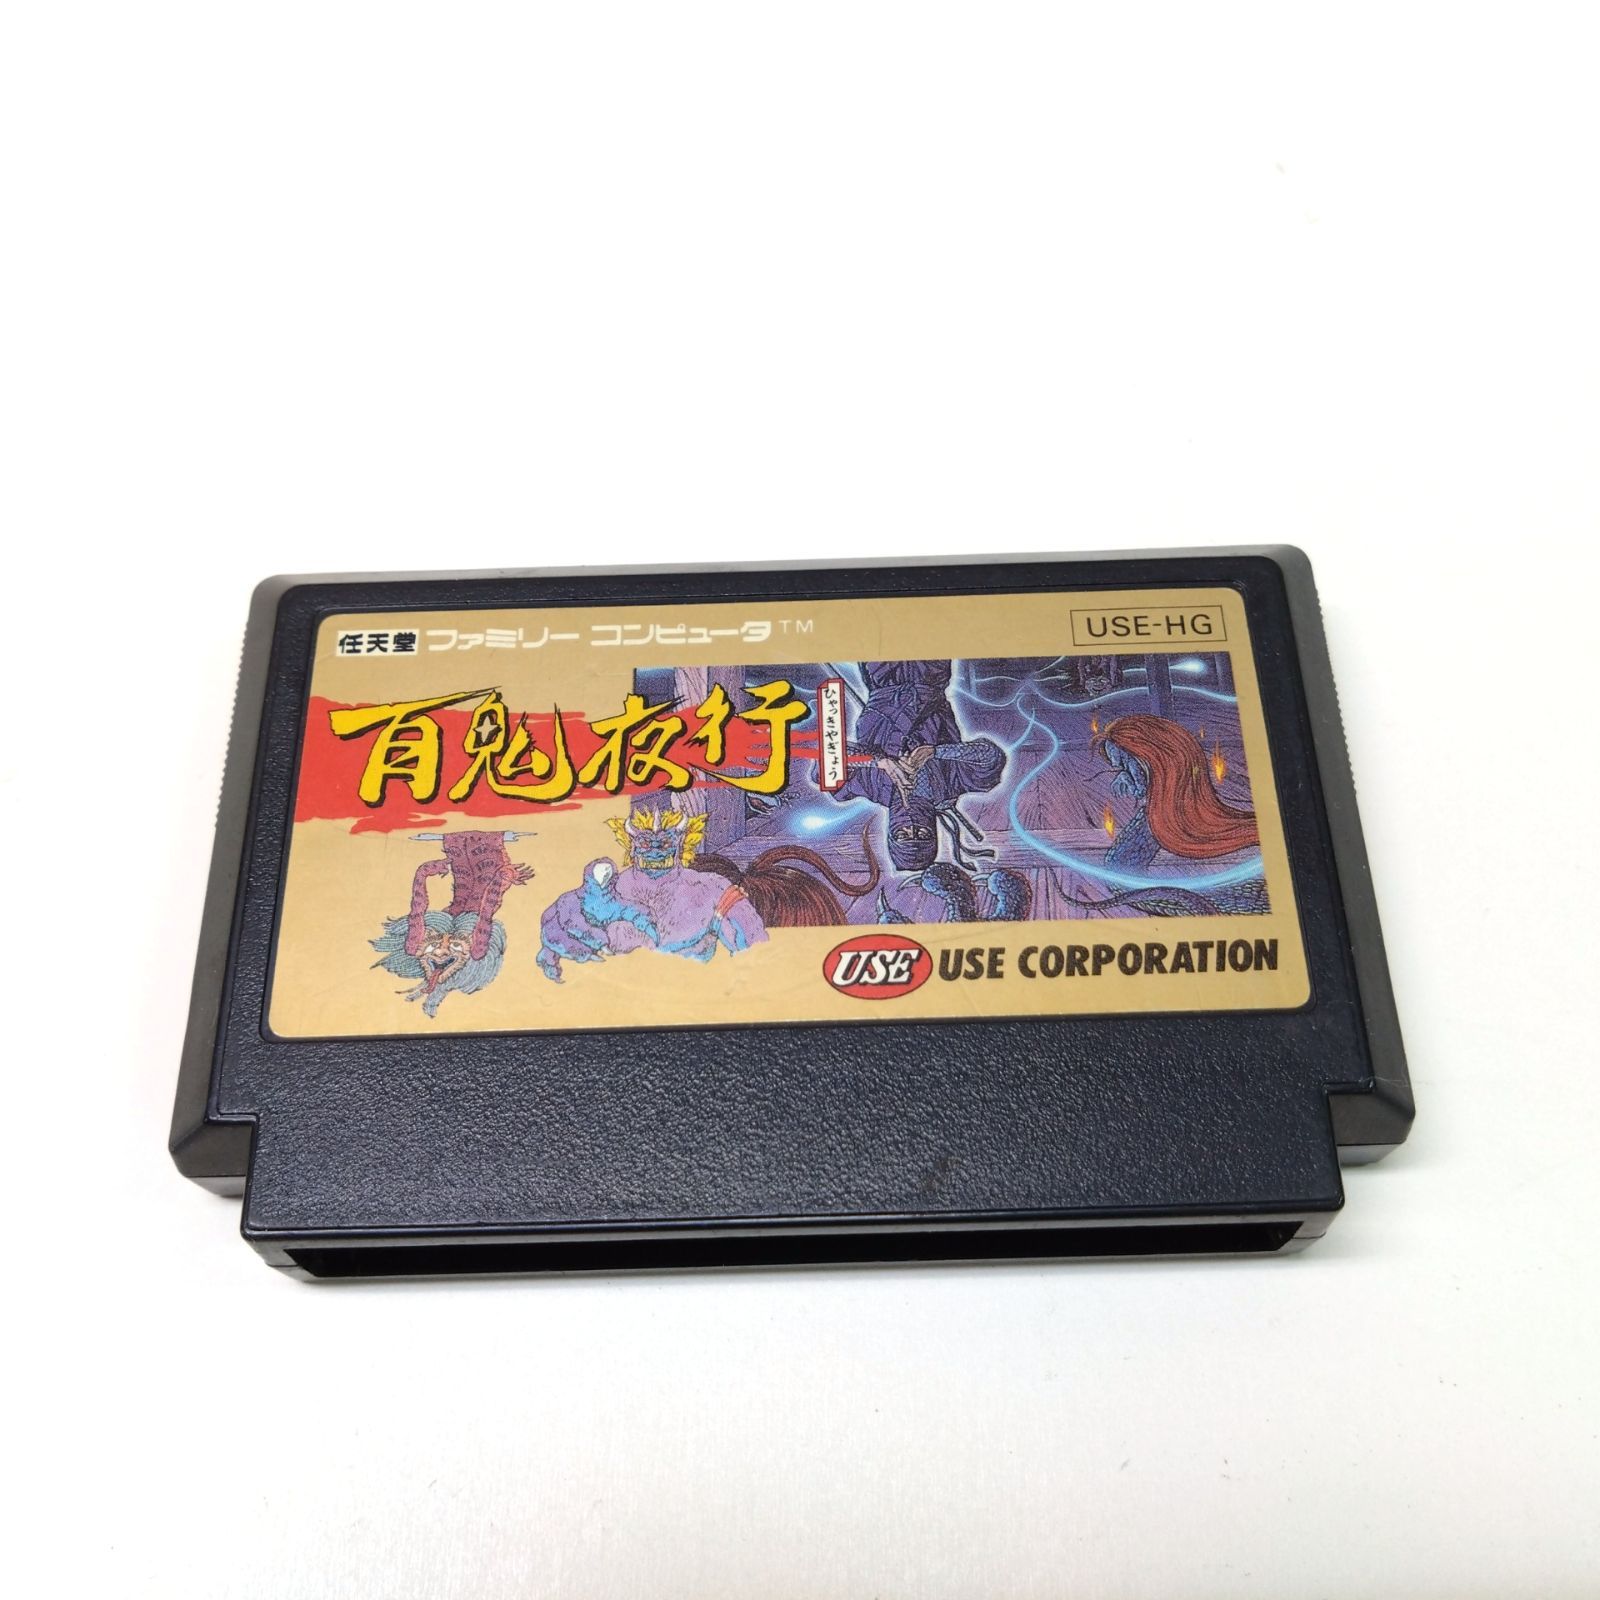 任天堂 ファミリー コンピュータ™
USE-HG
百鬼夜行
ひゃっきやぎょう
USE USE CORPORATION